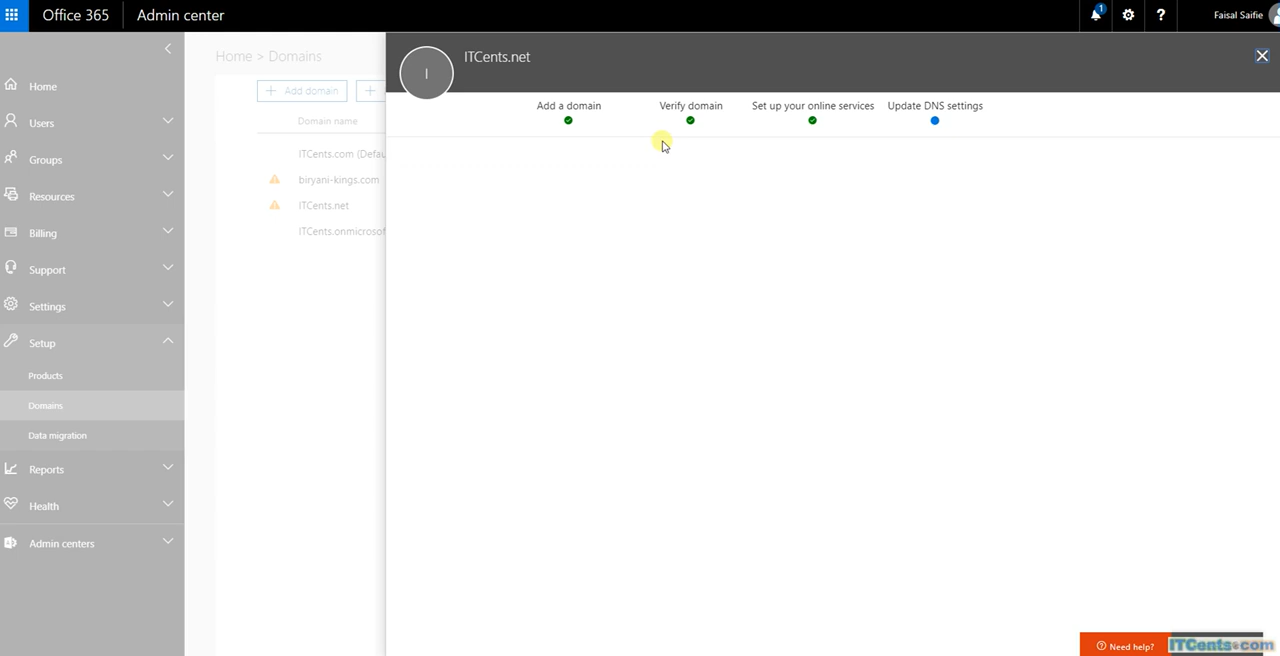 Office 365
Admin center
1
?
Faisal Saifie
Home
Users
Groups
Resources
Billing
Support
Settings
Setup
Products
Domains
Data migration
Reports
Health
Admin centers
Home > Domains
+ Add domain
+
Domain name
ITCents.com (Defau
biryani-kings.com
ITCents.net
ITCents.onmicrosof
I
ITCents.net
Add a domain
Verify domain
Set up your online services
Update DNS settings
Need help?
ITCents.com